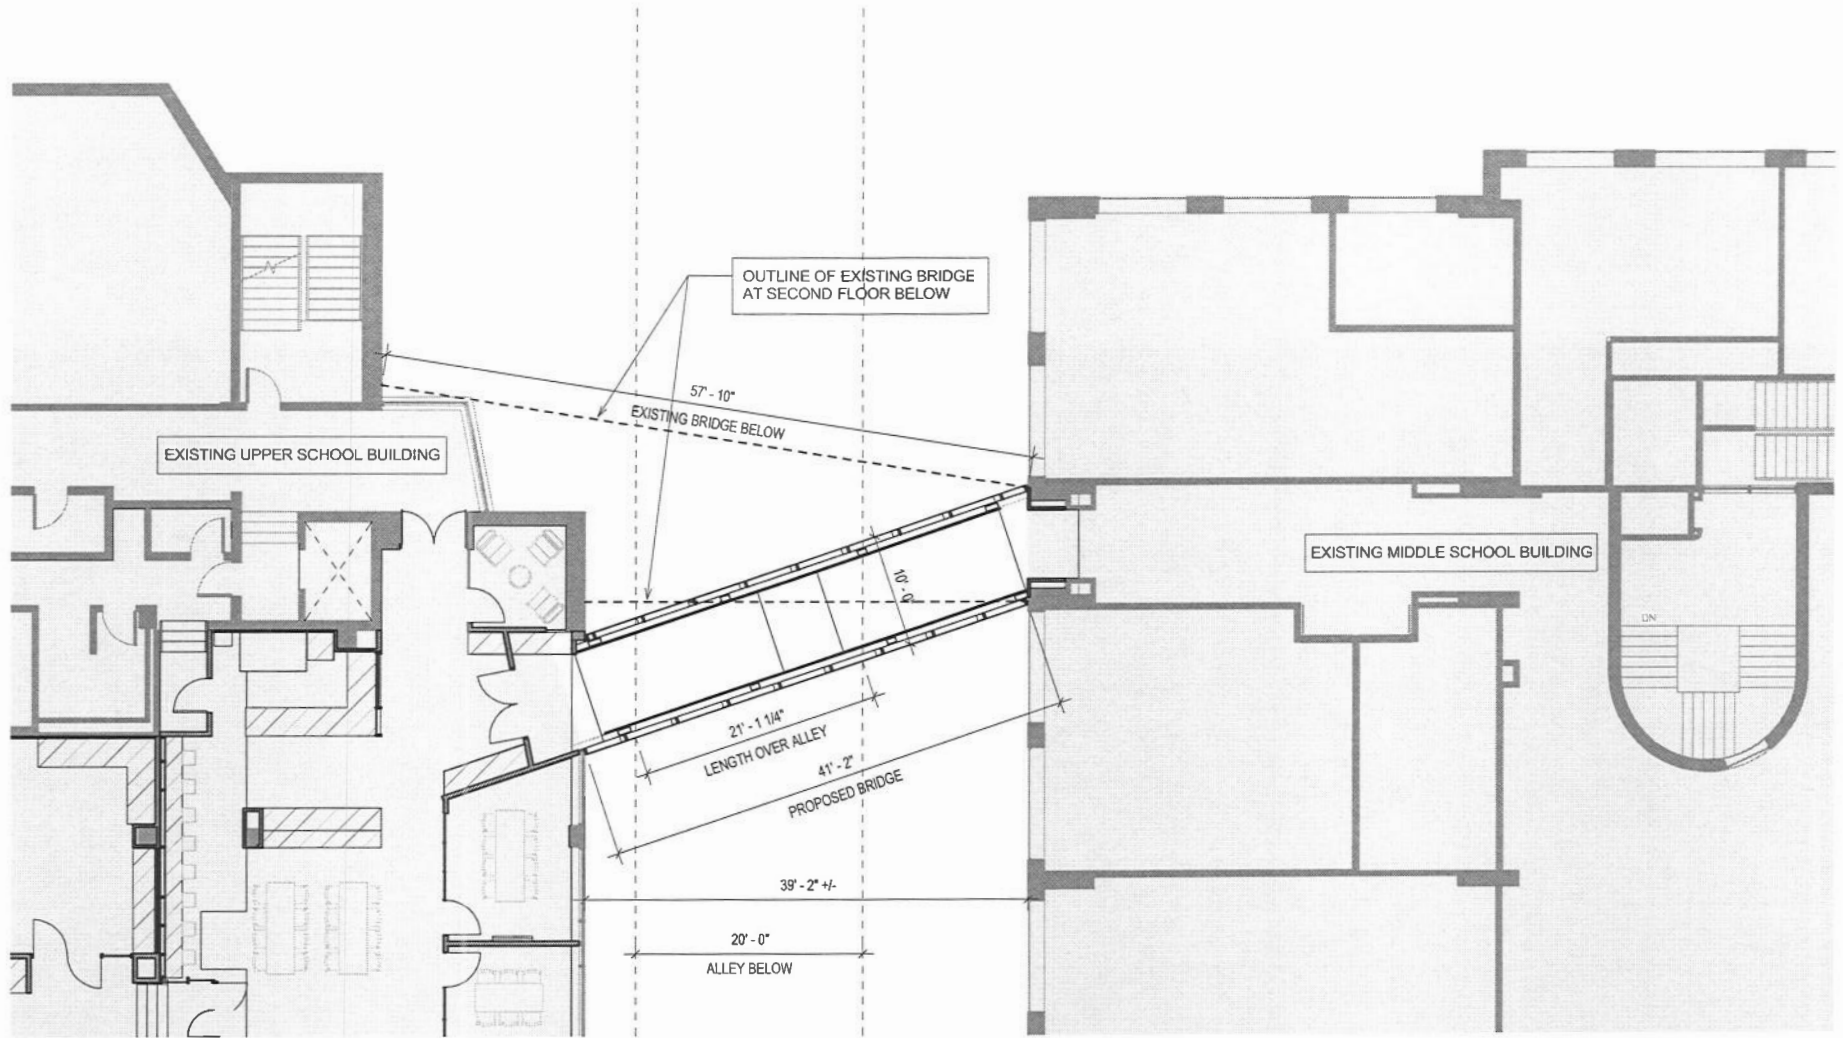 OUTLINE OF EXISTING BRIDGE
AT SECOND FLOOR BELOW
57' - 10"
EXISTING BRIDGE BELOW
EXISTING UPPER SCHOOL BUILDING
EXISTING MIDDLE SCHOOL BUILDING
10' - 0"
DN
21' - 1 1/4"
LENGTH OVER ALLEY
41' - 2"
PROPOSED BRIDGE
39' - 2" +/-
20' - 0"
ALLEY BELOW